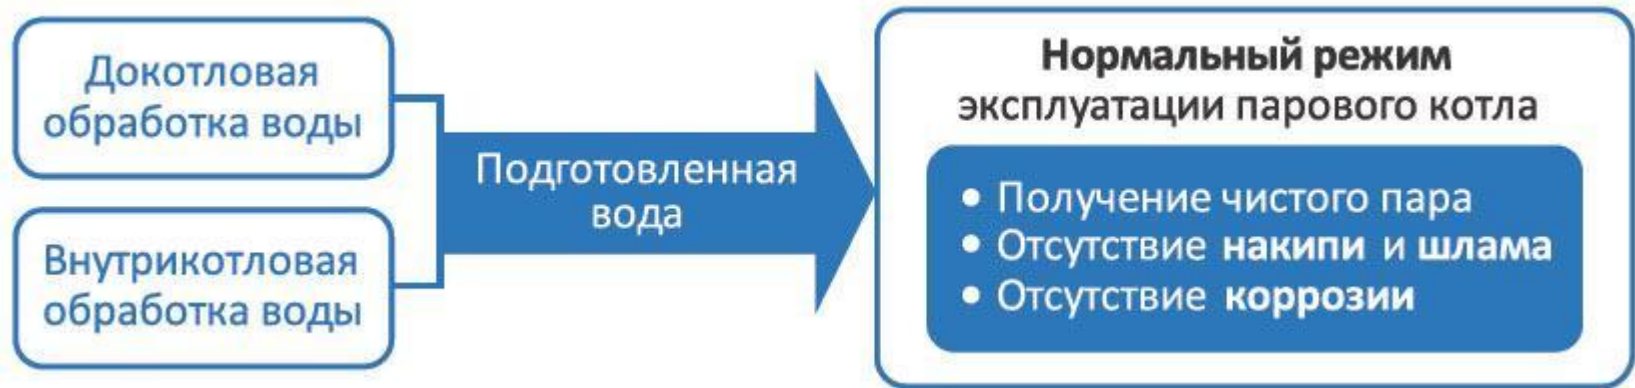 Докотловая
обработка воды
Внутрикотловая
обработка воды
Подготовленная
вода
Нормальный режим
эксплуатации парового котла
• Получение чистого пара
• Отсутствие накипи и шлама
• Отсутствие коррозии